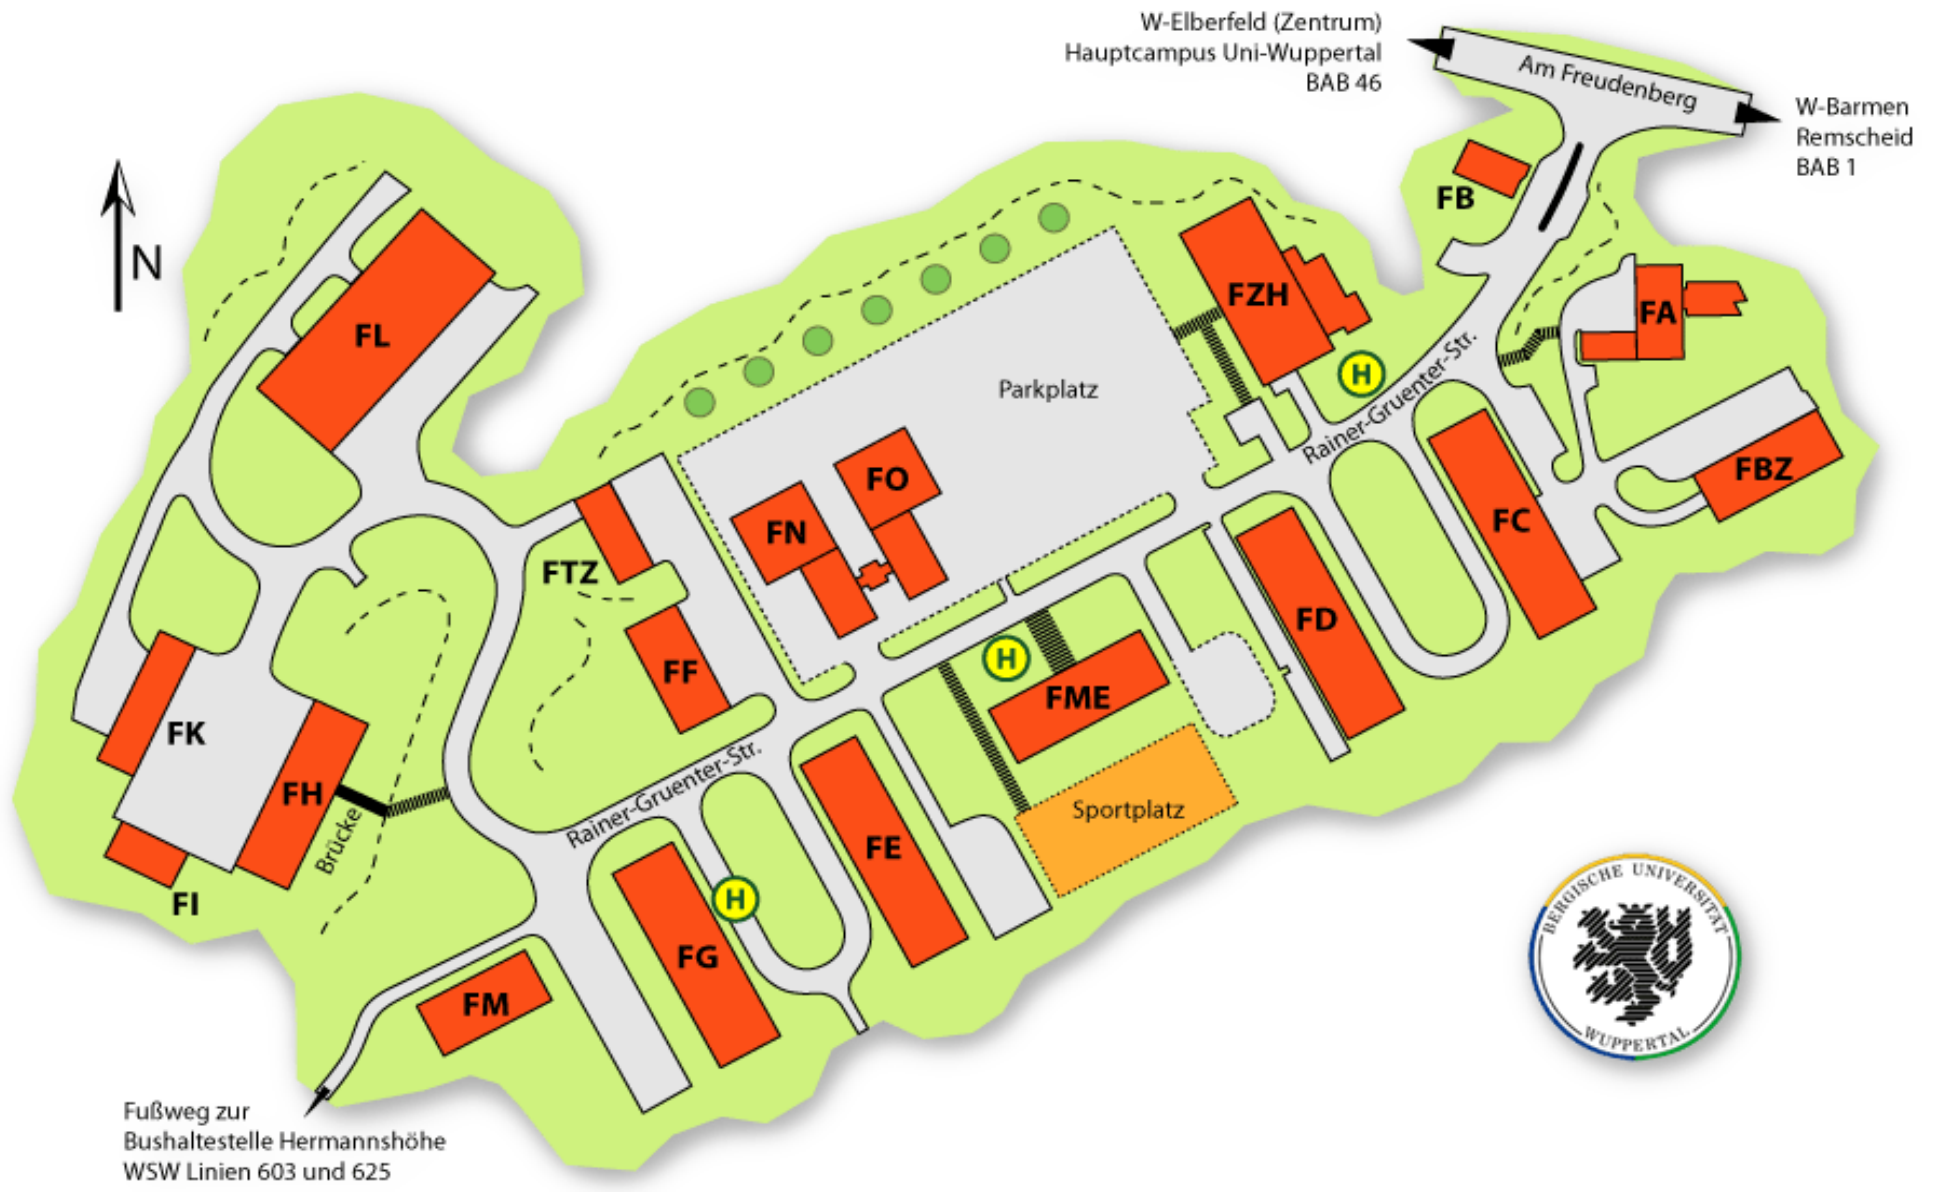 W-Elberfeld (Zentrum)
Hauptcampus Uni-Wuppertal
BAB 46
Am Freudenberg
W-Barmen
Remscheid
BAB 1
FB
N
FL
FZH
FA
H
Rainer-Gruenter-Str.
Parkplatz
FBZ
FO
FN
FC
FTZ
FD
FF
H
FME
FK
FH
Brücke
FI
Rainer-Gruenter-Str.
Sportplatz
FE
H
FG
FM
BERGISCHE UNIVERSITÄT
WUPPERTAL
Fußweg zur
Bushaltestelle Hermannshöhe
WSW Linien 603 und 625